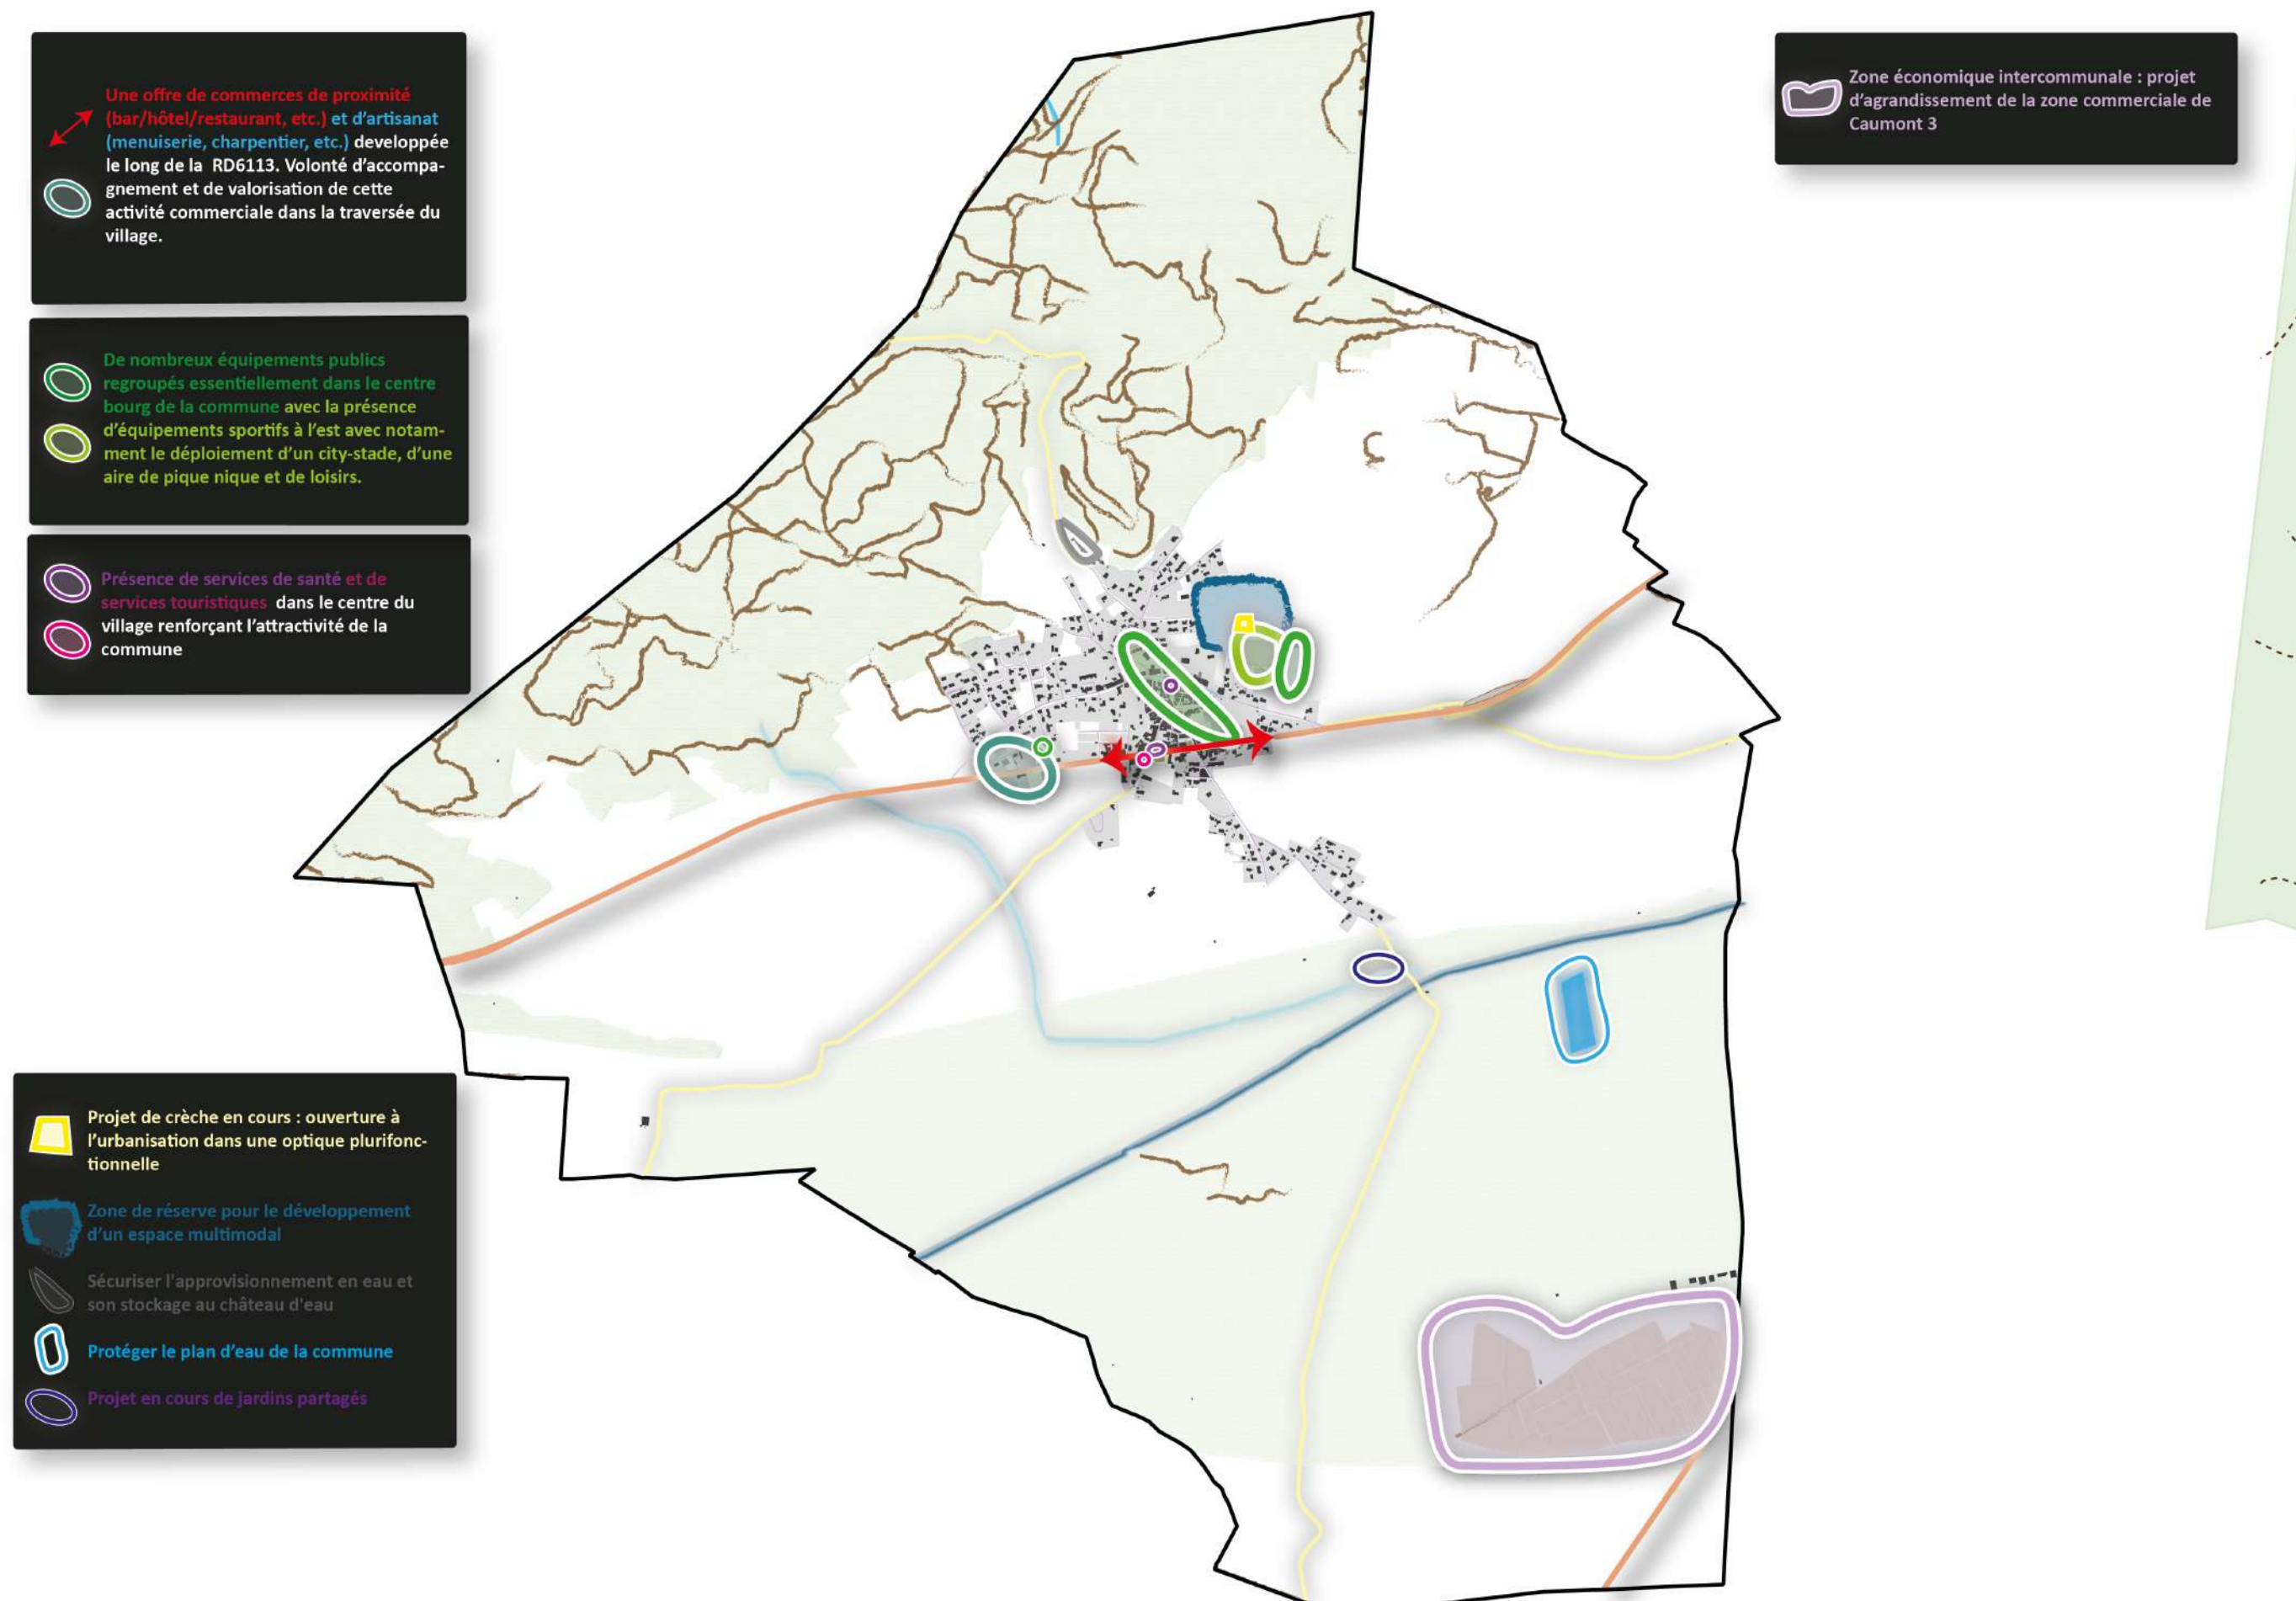 Une offre de commerces de proximité
(bar/hôtel/restaurant, etc.) et d'artisanat
(menuiserie, charpentier, etc.) developpée
le long de la RD6113. Volonté d'accompa-
gnement et de valorisation de cette
activité commerciale dans la traversée du
village.
De nombreux équipements publics
regroupés essentiellement dans le centre
bourg de la commune avec la présence
d'équipements sportifs à l'est avec notam-
ment le déploiement d'un city-stade, d'une
aire de pique nique et de loisirs.
Présence de services de santé et de
services touristiques dans le centre du
village renforçant l'attractivité de la
commune
Projet de crèche en cours : ouverture à
l'urbanisation dans une optique plurifonc-
tionnelle
Zone de réserve pour le développement
d'un espace multimodal
Sécuriser l'approvisionnement en eau et
son stockage au château d'eau
Protéger le plan d'eau de la commune
Projet en cours de jardins partagés
Zone économique intercommunale : projet
d'agrandissement de la zone commerciale de
Caumont 3